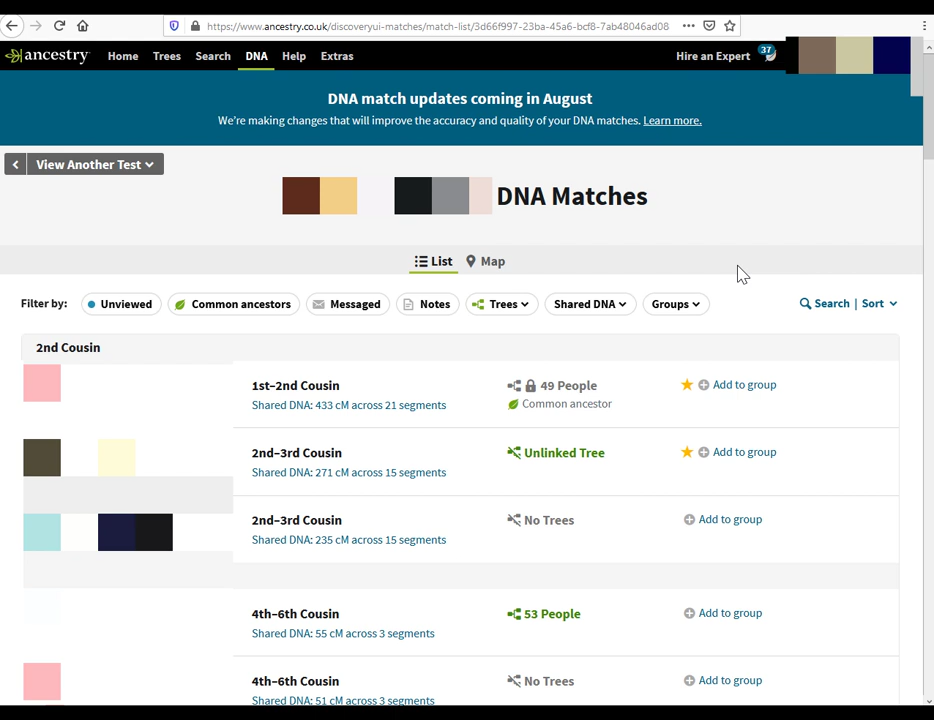 https://www.ancestry.co.uk/discoveryui-matches/match-list/3d66f997-23ba-45a6-bcf8-7ab48046ad08
ancestry Home Trees Search DNA Help Extras Hire an Expert 37
DNA match updates coming in August
We're making changes that will improve the accuracy and quality of your DNA matches. Learn more.
View Another Test
DNA Matches
List Map
Filter by: Unviewed Common ancestors Messaged Notes Trees Shared DNA Groups Search | Sort
2nd Cousin
1st–2nd Cousin 49 People Add to group
Shared DNA: 433 cM across 21 segments Common ancestor
2nd–3rd Cousin Unlinked Tree Add to group
Shared DNA: 271 cM across 15 segments
2nd–3rd Cousin No Trees Add to group
Shared DNA: 235 cM across 15 segments
4th–6th Cousin 53 People Add to group
Shared DNA: 55 cM across 3 segments
4th–6th Cousin No Trees Add to group
Shared DNA: 51 cM across 3 segments